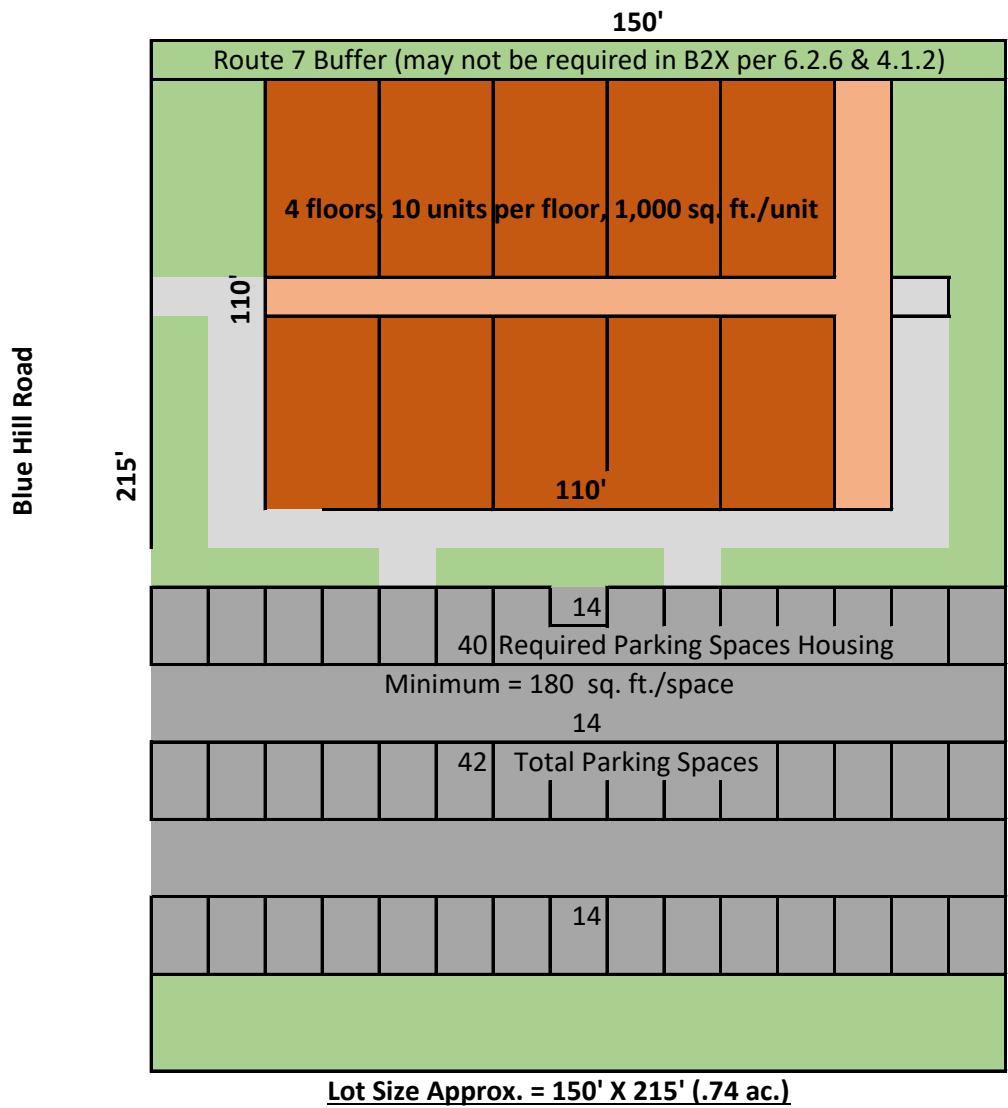 150'
Route 7 Buffer (may not be required in B2X per 6.2.6 & 4.1.2)
4 floors, 10 units per floor, 1,000 sq. ft./unit
110'
Blue Hill Road
215'
110'
14
40 Required Parking Spaces Housing
Minimum = 180 sq. ft./space
14
42 Total Parking Spaces
14
Lot Size Approx. = 150' X 215' (.74 ac.)